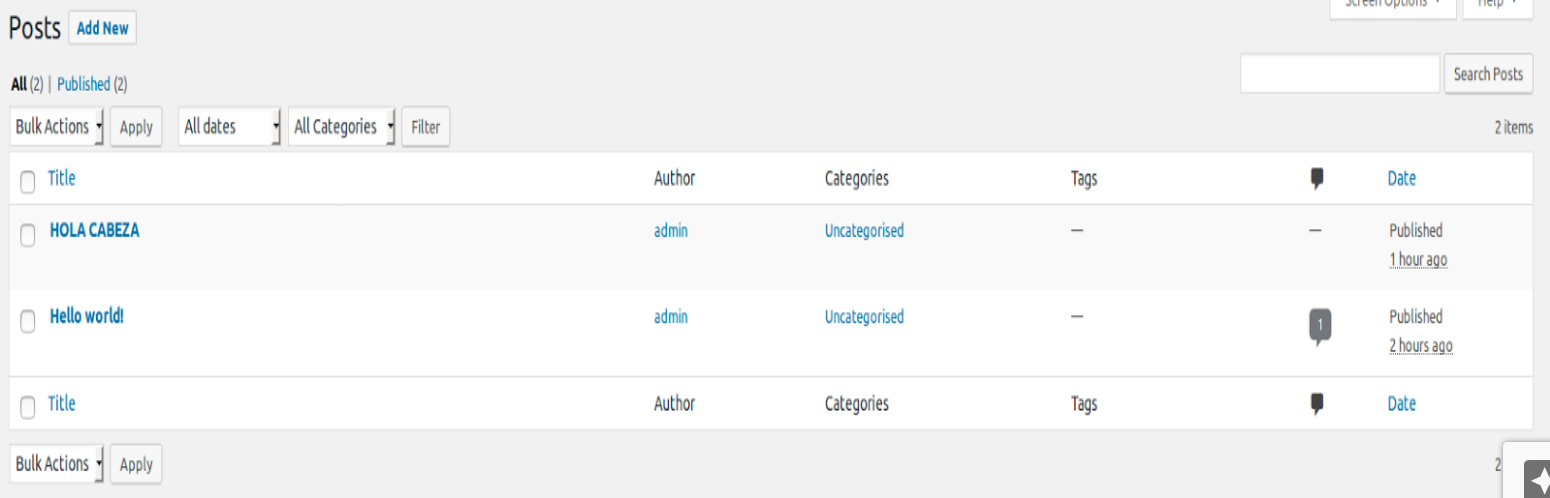 Screen Options Help
Posts Add New
All (2) | Published (2)
Search Posts
Bulk Actions Apply All dates All Categories Filter 2 items
Title Author Categories Tags Date
HOLA CABEZA admin Uncategorised — — Published
1 hour ago
Hello world! admin Uncategorised — 1 Published
2 hours ago
Title Author Categories Tags Date
Bulk Actions Apply 2